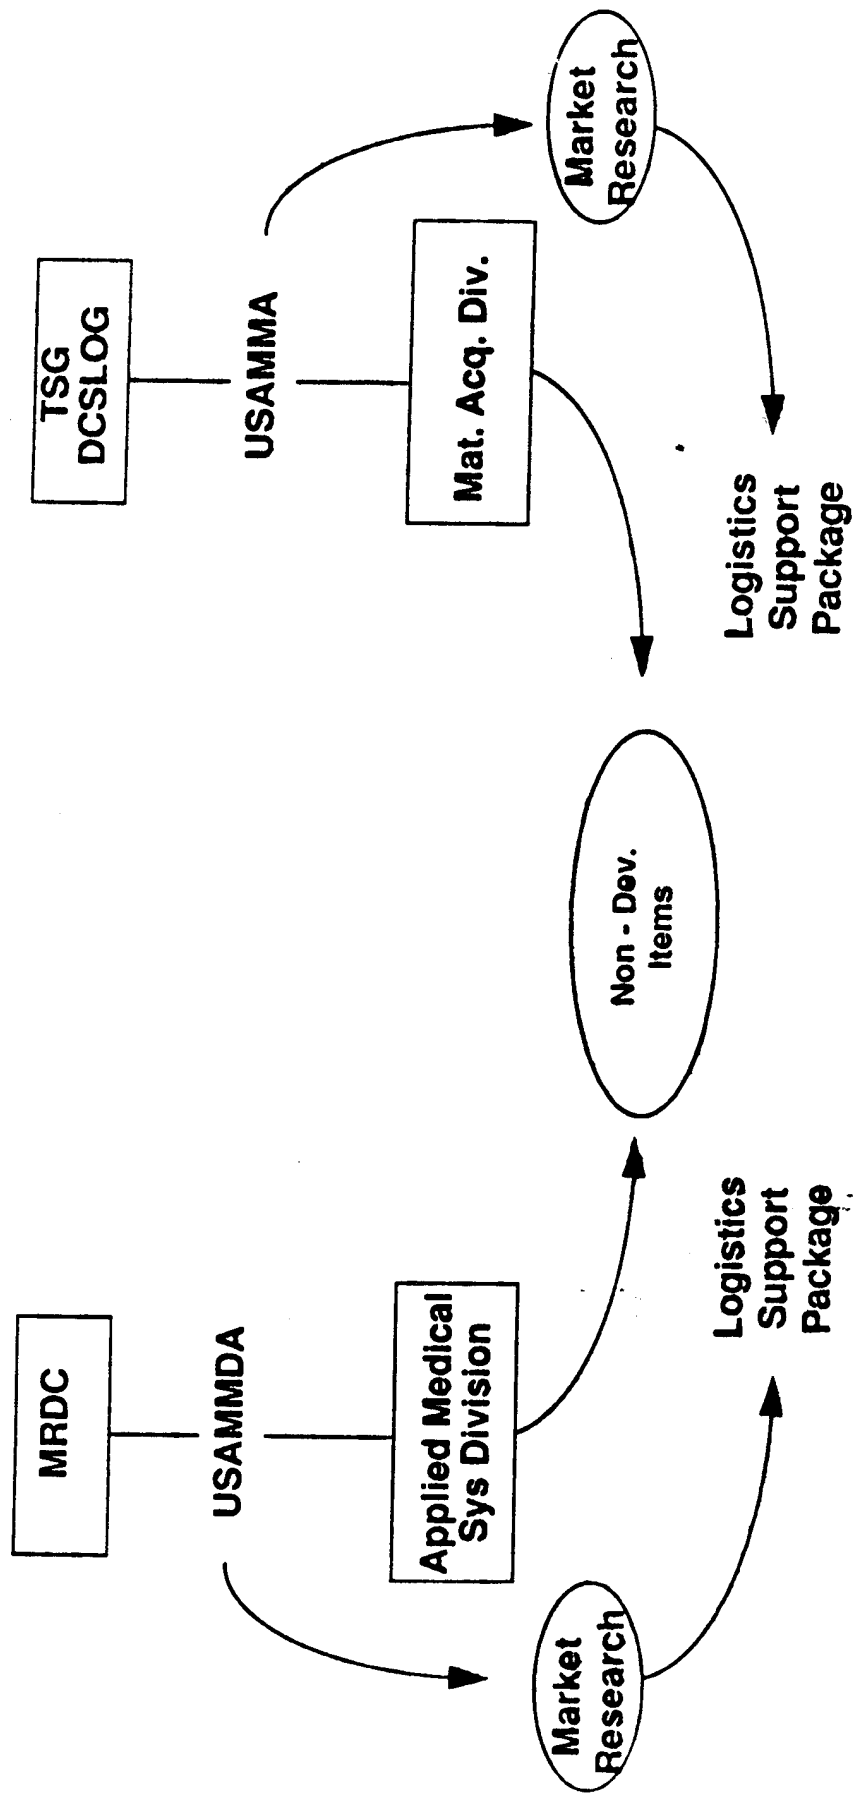 MRDC
USAMMDA
Applied Medical
Sys Division
Market
Research
Logistics
Support
Package
Non - Dev.
Items
TSG
DCSLOG
USAMMA
Mat. Acq. Div.
Market
Research
Logistics
Support
Package